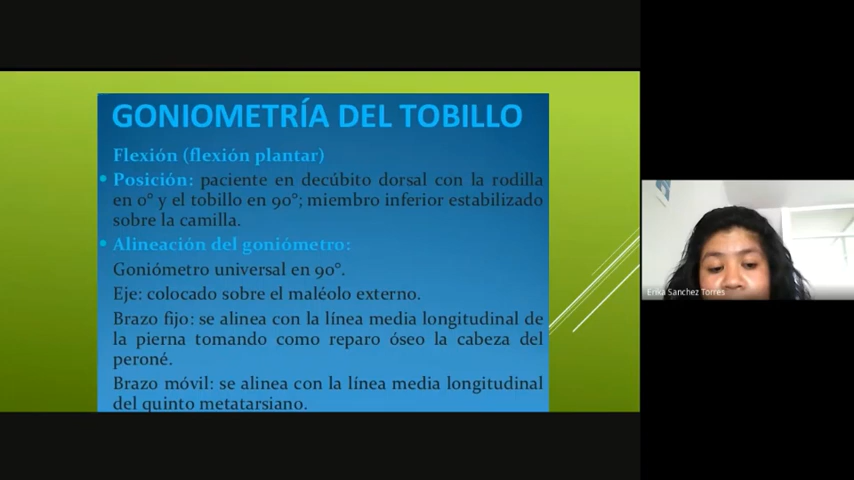 GONIOMETRÍA DEL TOBILLO
Flexión (flexión plantar)
• Posición: paciente en decúbito dorsal con la rodilla
en 0° y el tobillo en 90°; miembro inferior estabilizado
sobre la camilla.
• Alineación del goniómetro:
Goniómetro universal en 90°.
Eje: colocado sobre el maléolo externo.
Brazo fijo: se alinea con la línea media longitudinal de
la pierna tomando como reparo óseo la cabeza del
peroné.
Brazo móvil: se alinea con la línea media longitudinal
del quinto metatarsiano.
Erika Sanchez Torres